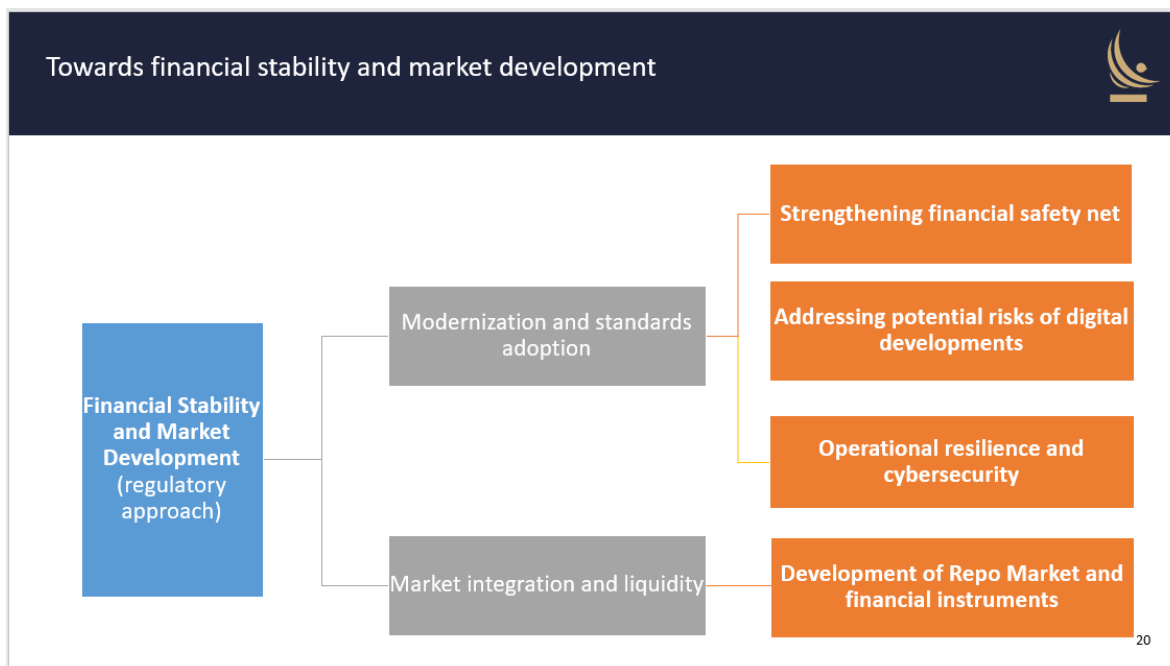 Towards financial stability and market development
Financial Stability
and Market
Development
(regulatory
approach)
Modernization and standards
adoption
Market integration and liquidity
Strengthening financial safety net
Addressing potential risks of digital
developments
Operational resilience and
cybersecurity
Development of Repo Market and
financial instruments
20